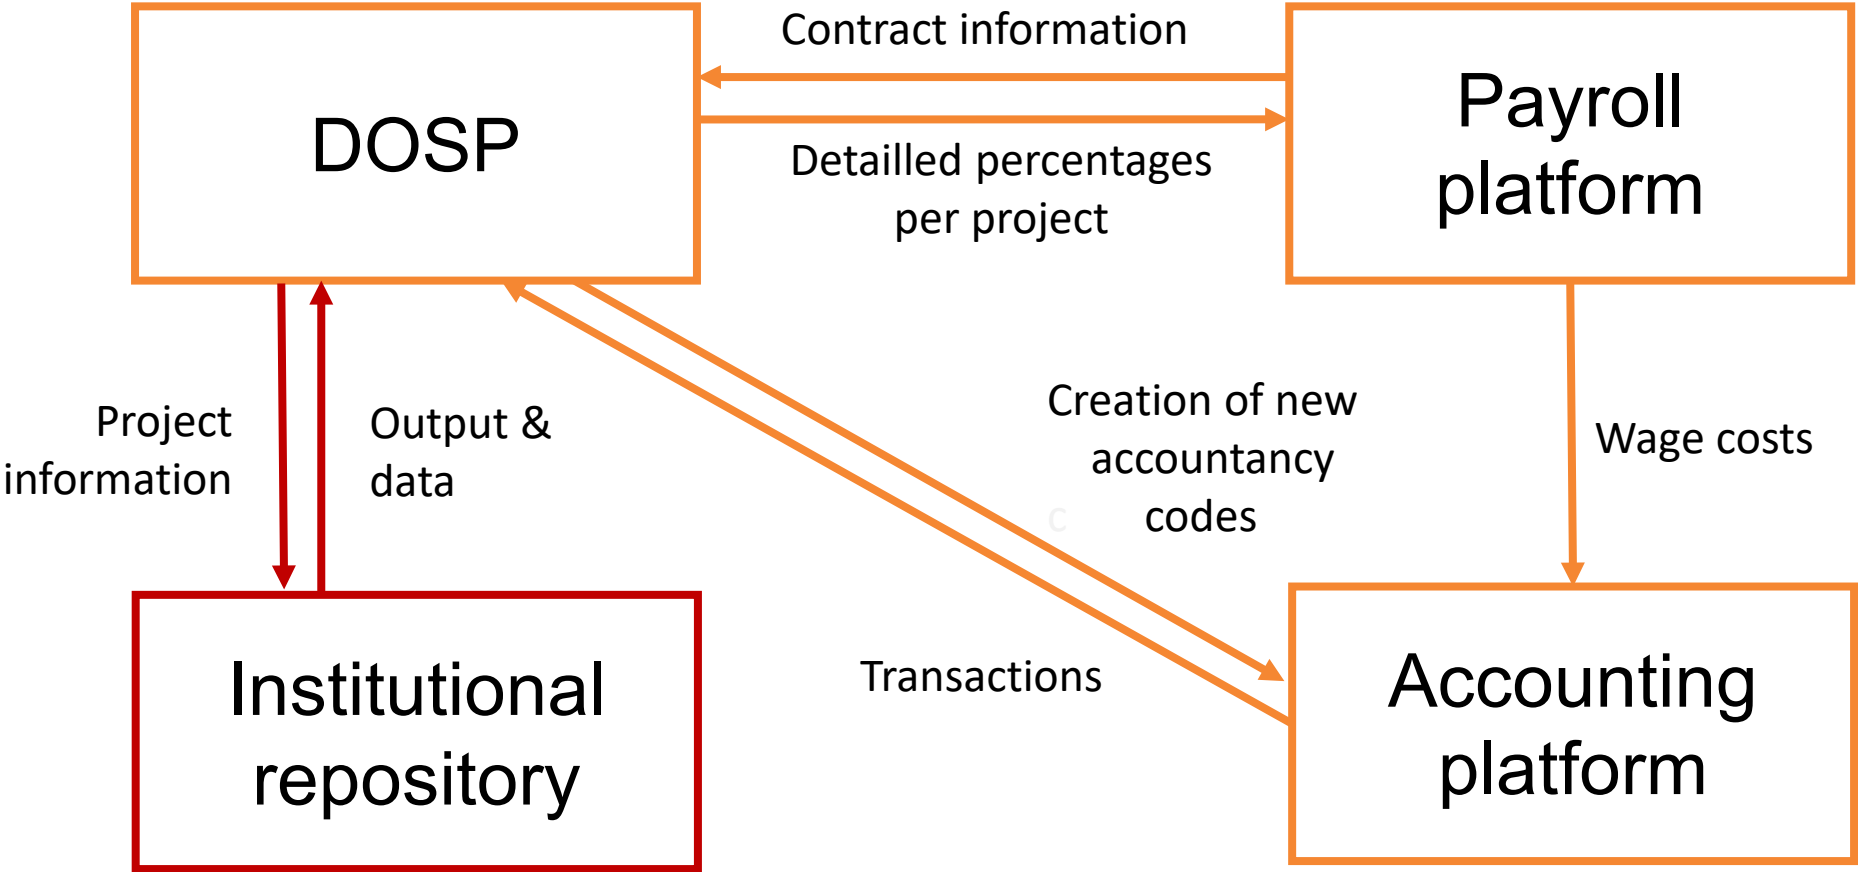 DOSP
Contract information
Detailled percentages
per project
Payroll
platform
Project
information
Output &
data
Creation of new
accountancy
c codes
Wage costs
Transactions
Institutional
repository
Accounting
platform